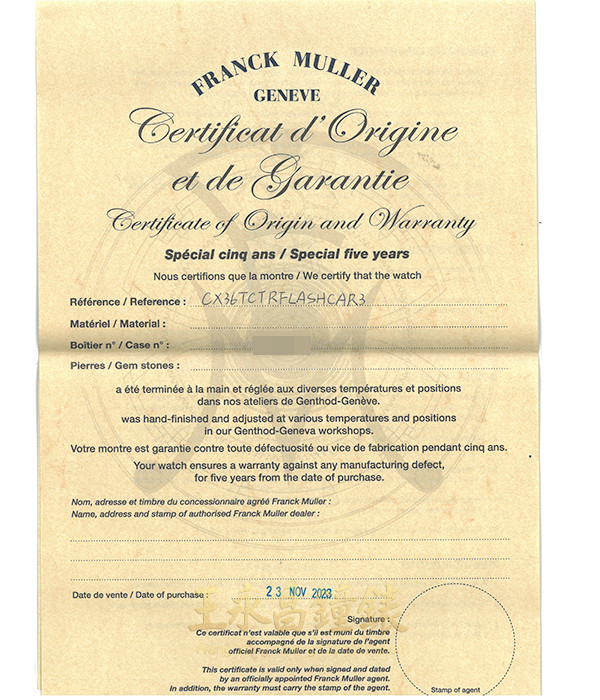 FRANCK MULLER
GENEVE
Certificat d'Origine
et de Garantie
Certificate of Origin and Warranty
Spécial cinq ans / Special five years
Nous certifions que la montre / We certify that the watch
Référence / Reference : CX36TCTRFLASHCAR3
Matériel / Material :
Boîtier n° / Case n° :
Pierres / Gem stones :
a été terminée à la main et réglée aux diverses températures et positions
dans nos ateliers de Genthod-Genève.
was hand-finished and adjusted at various temperatures and positions
in our Genthod-Geneva workshops.
Votre montre est garantie contre toute défectuosité ou vice de fabrication pendant cinq ans.
Your watch ensures a warranty against any manufacturing defect,
for five years from the date of purchase.
Nom, adresse et timbre du concessionnaire agréé Franck Muller :
Name, address and stamp of authorised Franck Muller dealer :
Date de vente / Date of purchase : 23 NOV 2023
王永昌鐘錶
Signature :
Ce certificat n'est valable que s'il est muni du timbre
accompagné de la signature de l'agent
officiel Franck Muller et de la date de vente.
This certificate is valid only when signed and dated
by an officially appointed Franck Muller agent.
In addition, the warranty must carry the stamp of the agent.
Stamp of agent